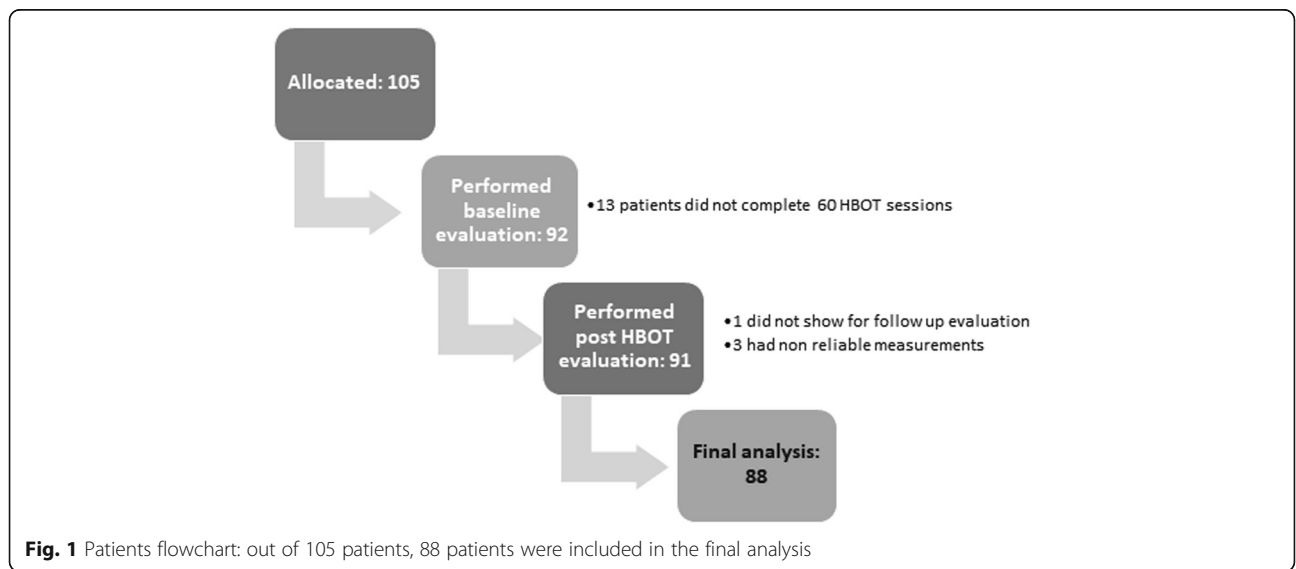 Allocated: 105
Performed
baseline
evaluation: 92
•13 patients did not complete 60 HBOT sessions
Performed
post HBOT
evaluation: 91
•1 did not show for follow up evaluation
•3 had non reliable measurements
Final analysis:
88
Fig. 1 Patients flowchart: out of 105 patients, 88 patients were included in the final analysis